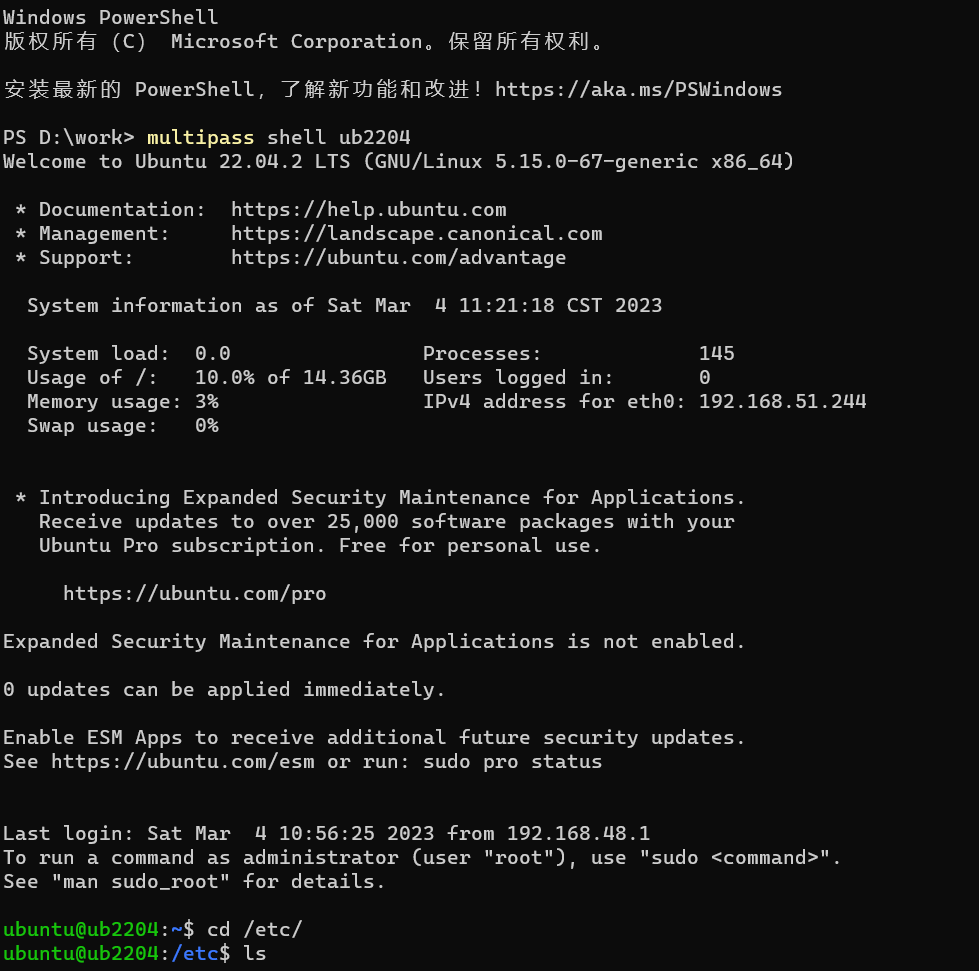 Windows PowerShell
版权所有 (C) Microsoft Corporation。保留所有权利。
安装最新的 PowerShell，了解新功能和改进！https://aka.ms/PSWindows
PS D:\work> multipass shell ub2204
Welcome to Ubuntu 22.04.2 LTS (GNU/Linux 5.15.0-67-generic x86_64)
* Documentation:  https://help.ubuntu.com
* Management:     https://landscape.canonical.com
* Support:        https://ubuntu.com/advantage
System information as of Sat Mar  4 11:21:18 CST 2023
System load:  0.0                Processes:             145
Usage of /:   10.0% of 14.36GB   Users logged in:       0
Memory usage: 3%                 IPv4 address for eth0: 192.168.51.244
Swap usage:   0%
* Introducing Expanded Security Maintenance for Applications.
Receive updates to over 25,000 software packages with your
Ubuntu Pro subscription. Free for personal use.
https://ubuntu.com/pro
Expanded Security Maintenance for Applications is not enabled.
0 updates can be applied immediately.
Enable ESM Apps to receive additional future security updates.
See https://ubuntu.com/esm or run: sudo pro status
Last login: Sat Mar  4 10:56:25 2023 from 192.168.48.1
To run a command as administrator (user "root"), use "sudo <command>".
See "man sudo_root" for details.
ubuntu@ub2204:~$ cd /etc/
ubuntu@ub2204:/etc$ ls